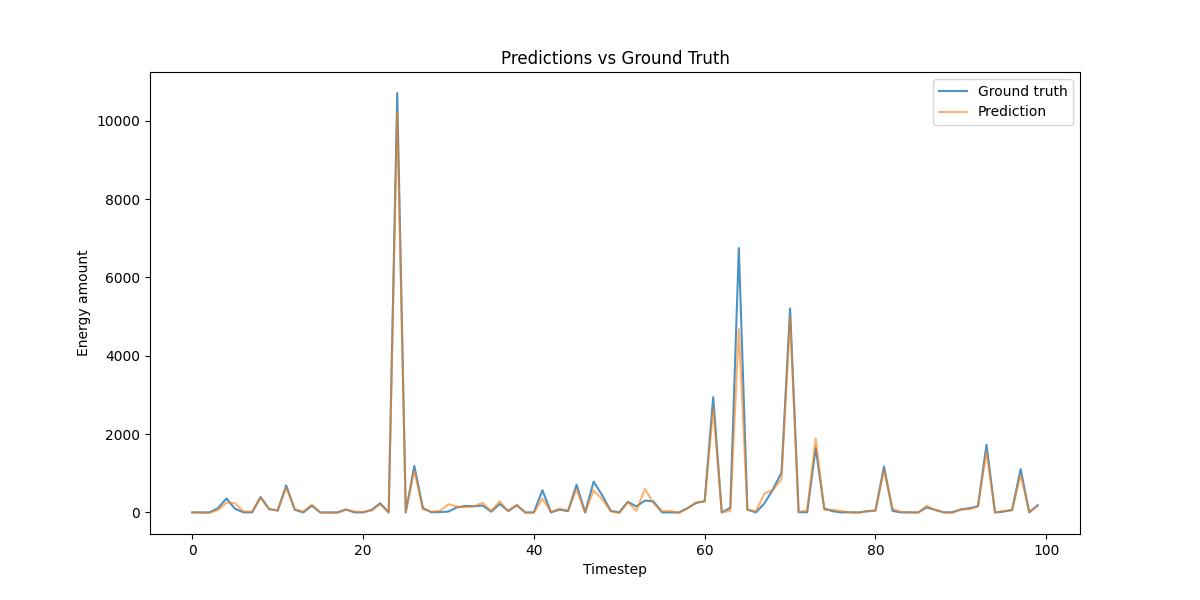 Predictions vs Ground Truth
Ground truth
Prediction
10000
8000
6000
4000
2000
0
Energy amount
0 20 40 60 80 100
Timestep